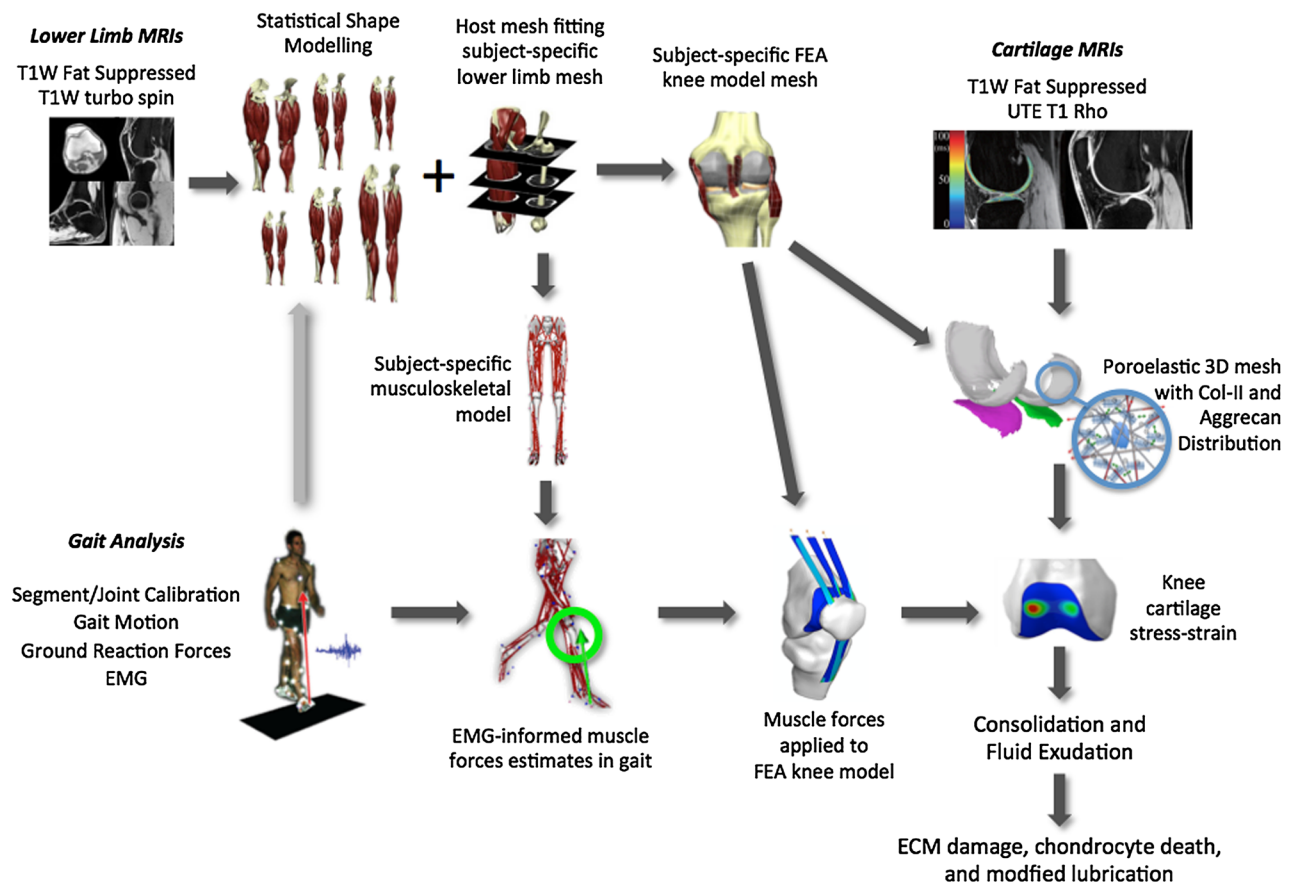 Lower Limb MRIs
T1W Fat Suppressed
T1W turbo spin
Statistical Shape
Modelling
Host mesh fitting
subject-specific
lower limb mesh
+
Subject-specific FEA
knee model mesh
Cartilage MRIs
T1W Fat Suppressed
UTE T1 Rho
100
(ms)
50
0
Subject-specific
musculoskeletal
model
Poroelastic 3D mesh
with Col-II and
Aggrecan
Distribution
Gait Analysis
Segment/Joint Calibration
Gait Motion
Ground Reaction Forces
EMG
EMG-informed muscle
forces estimates in gait
Muscle forces
applied to
FEA knee model
Knee
cartilage
stress-strain
Consolidation and
Fluid Exudation
ECM damage, chondrocyte death,
and modfied lubrication